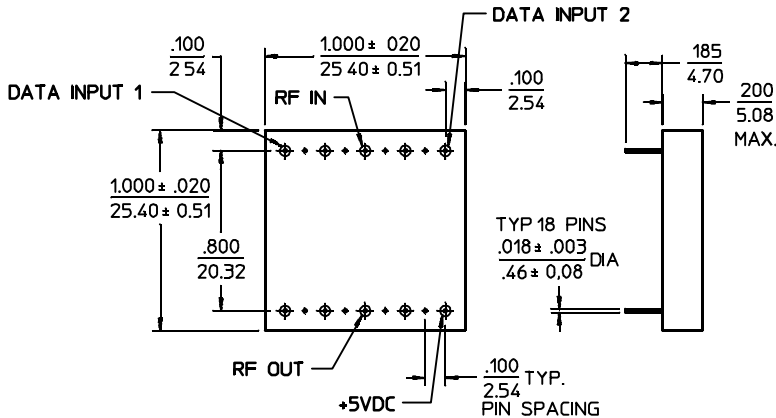 DATA INPUT 2
.100
2.54
1.000 ± 020
25 40 ± 0.51
185
4.70
DATA INPUT 1
RF IN
.100
2.54
200
5.08
MAX.
1.000 ± .020
25.40 ± 0.51
.800
20.32
TYP 18 PINS
.018 ± .003
.46 ± 0,08
DIA
RF OUT
+5VDC
.100
2.54
TYP.
PIN SPACING